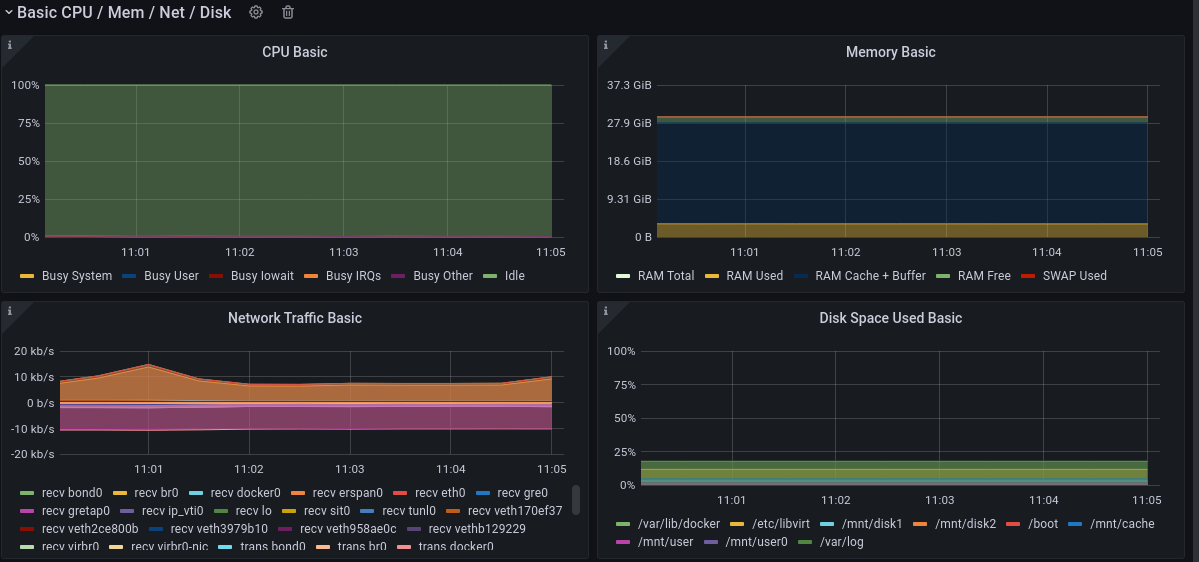 Basic CPU / Mem / Net / Disk
CPU Basic
100%
75%
50%
25%
0%
11:01 11:02 11:03 11:04 11:05
Busy System Busy User Busy Iowait Busy IRQs Busy Other Idle
Memory Basic
37.3 GiB
27.9 GiB
18.6 GiB
9.31 GiB
0 B
11:01 11:02 11:03 11:04 11:05
RAM Total RAM Used RAM Cache + Buffer RAM Free SWAP Used
Network Traffic Basic
20 kb/s
10 kb/s
0 b/s
-10 kb/s
-20 kb/s
11:01 11:02 11:03 11:04 11:05
recv bond0 recv br0 recv docker0 recv erspan0 recv eth0 recv gre0
recv gretap0 recv ip_vti0 recv lo recv sit0 recv tunl0 recv veth170ef37
recv veth2ce800b recv veth3979b10 recv veth958ae0c recv vethb129229
recv virbr0 recv virbr0-nic trans bond0 trans br0 trans docker0
Disk Space Used Basic
100%
75%
50%
25%
0%
11:01 11:02 11:03 11:04 11:05
/var/lib/docker /etc/libvirt /mnt/disk1 /mnt/disk2 /boot /mnt/cache
/mnt/user /mnt/user0 /var/log